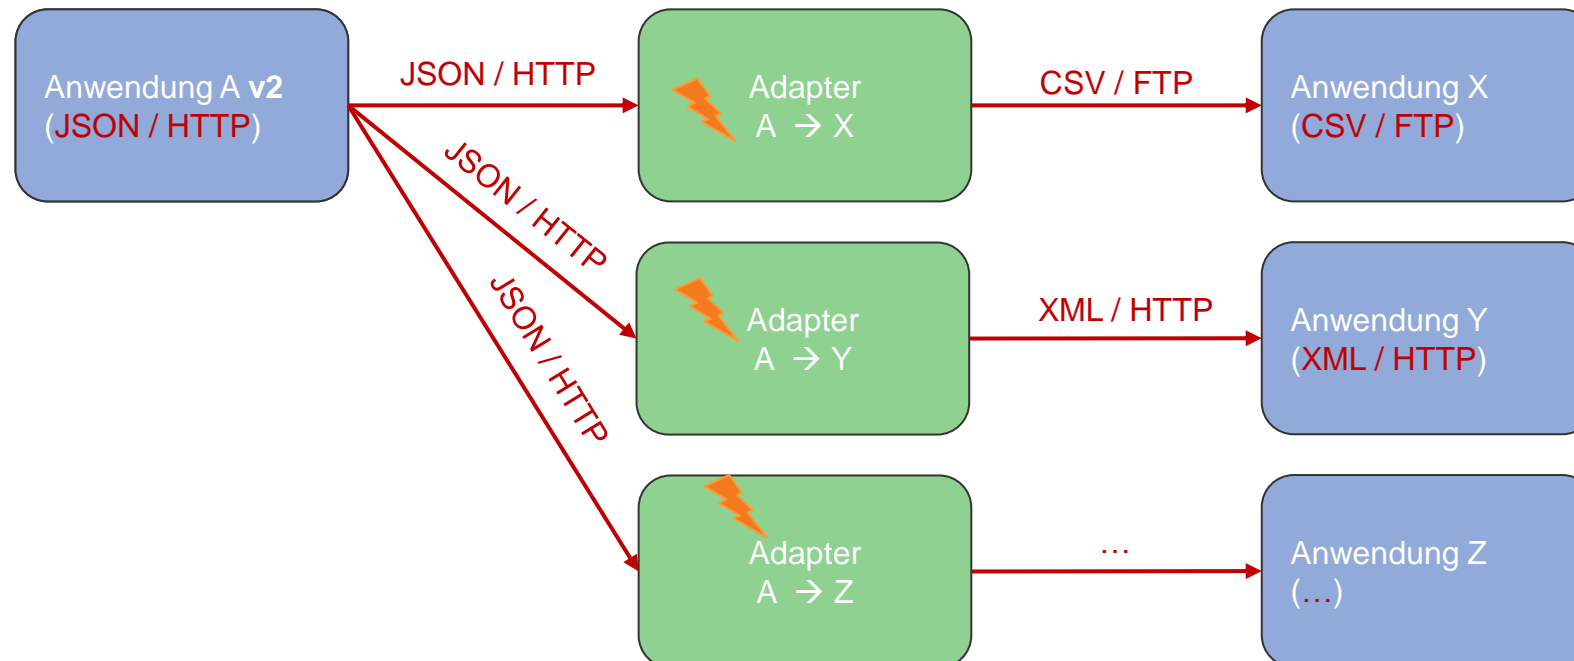 Anwendung A v2
(JSON / HTTP)
JSON / HTTP
Adapter
A → X
CSV / FTP
Anwendung X
(CSV / FTP)
JSON / HTTP
Adapter
A → Y
XML / HTTP
Anwendung Y
(XML / HTTP)
JSON / HTTP
Adapter
A → Z
…
Anwendung Z
(…)